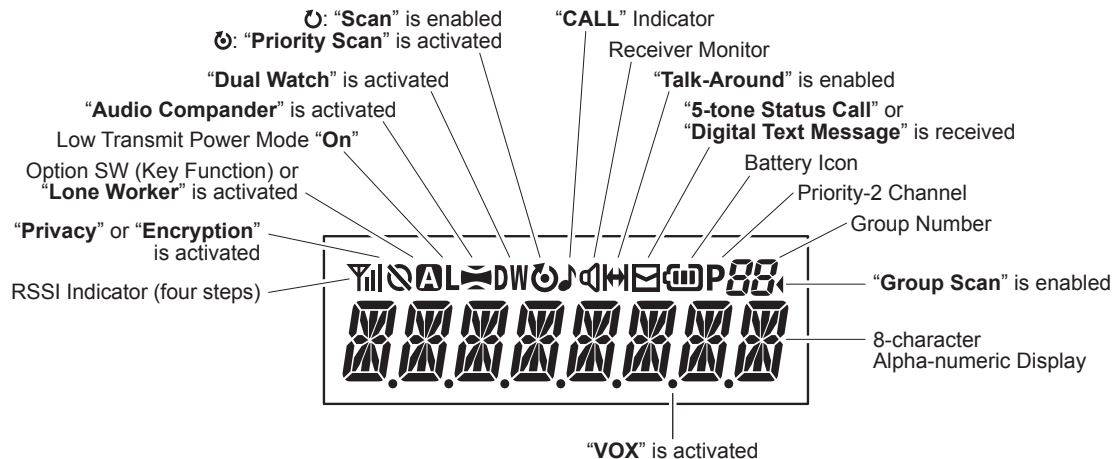 ↻: “Scan” is enabled
“CALL” Indicator
: “Priority Scan” is activated
Receiver Monitor
“Dual Watch” is activated
“Talk-Around” is enabled
“Audio Compander” is activated
“5-tone Status Call” or
“Digital Text Message” is received
Low Transmit Power Mode “On”
Battery Icon
Option SW (Key Function) or
“Lone Worker” is activated
Priority-2 Channel
“Privacy” or “Encryption”
is activated
Group Number
A L DW P 88
RSSI Indicator (four steps)
“Group Scan” is enabled
8-character
Alpha-numeric Display
“VOX” is activated